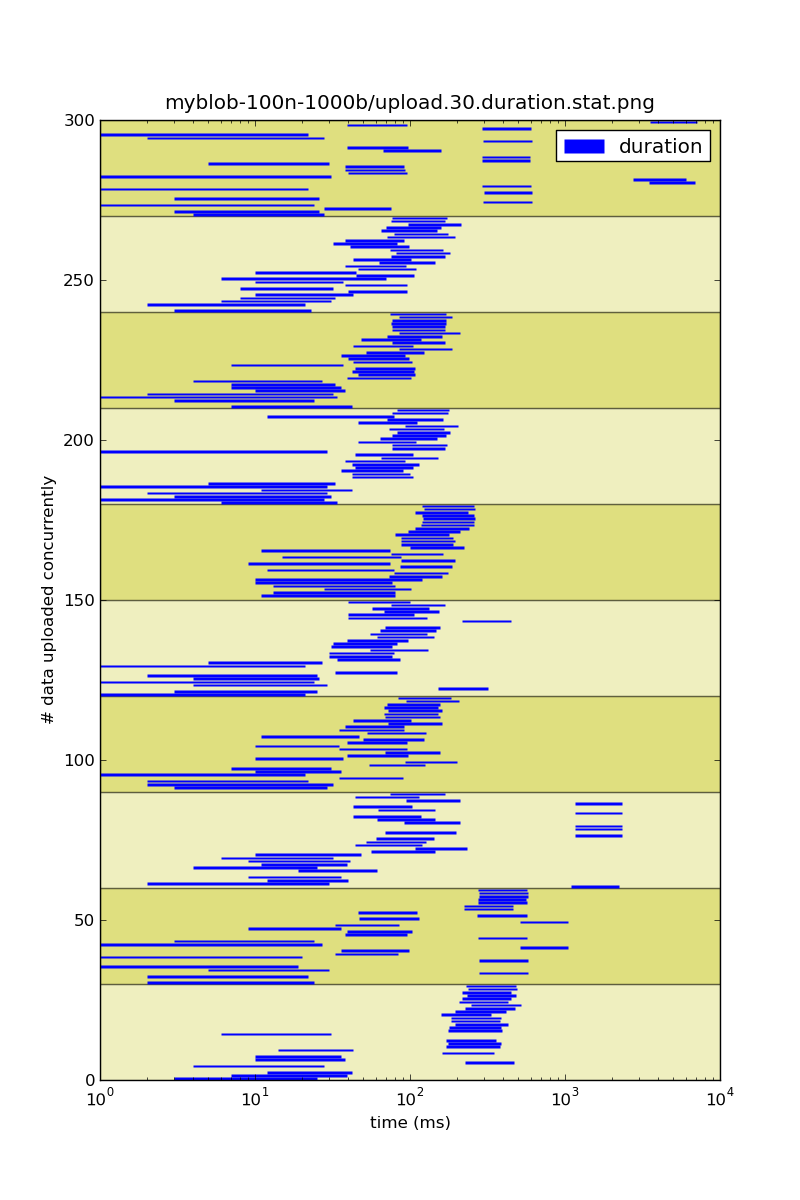 myblob-100n-1000b/upload.30.duration.stat.png
duration
300
250
200
150
100
50
0
# data uploaded concurrently
10^0 10^1 10^2 10^3 10^4
time (ms)